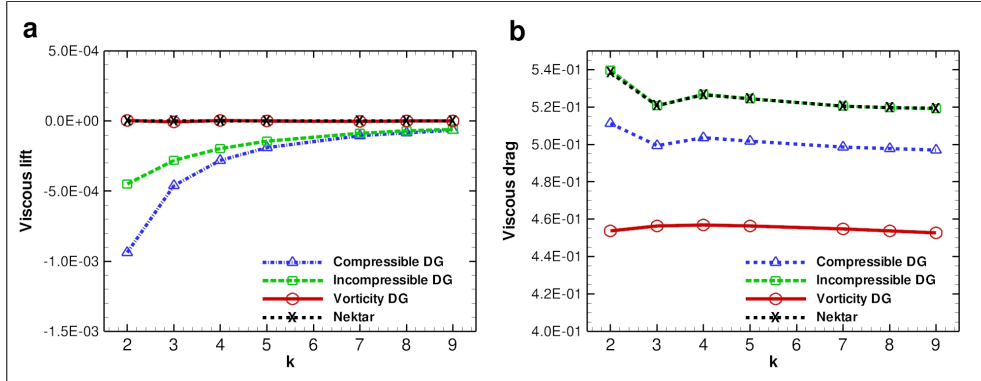 a
5.0E-04
0.0E+00
-5.0E-04
-1.0E-03
-1.5E-03
Viscous lift
Compressible DG
Incompressible DG
Vorticity DG
Nektar
2 3 4 5 6 7 8 9
k
b
5.4E-01
5.2E-01
5.0E-01
4.8E-01
4.6E-01
4.4E-01
4.2E-01
4.0E-01
Viscous drag
Compressible DG
Incompressible DG
Vorticity DG
Nektar
2 3 4 5 6 7 8 9
k